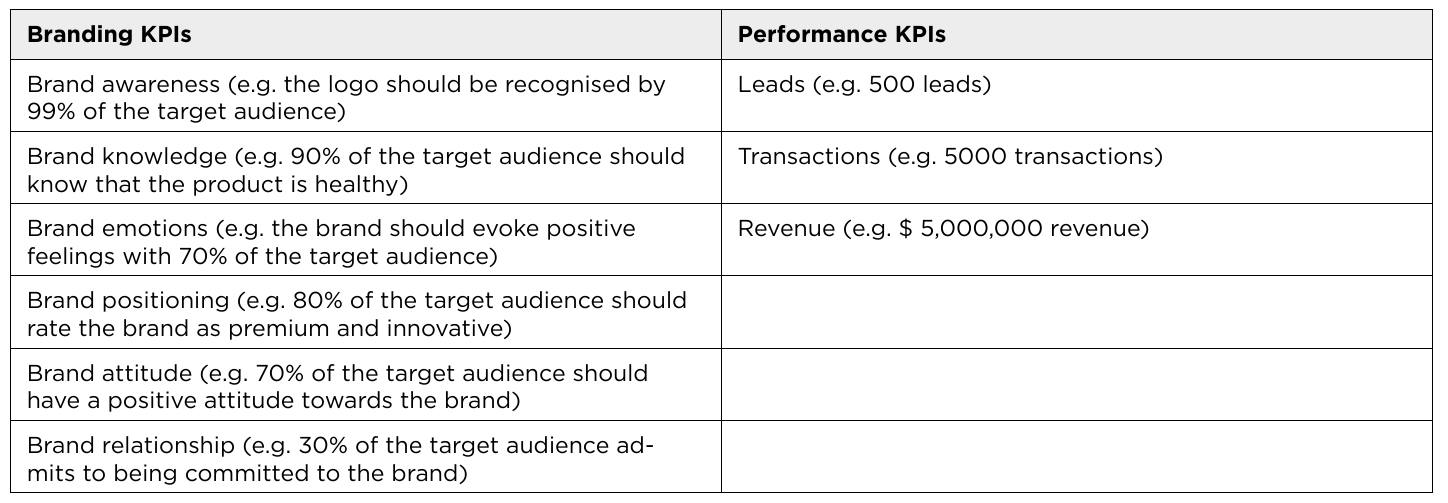 Branding KPIs
Performance KPIs
Brand awareness (e.g. the logo should be recognised by
99% of the target audience)
Leads (e.g. 500 leads)
Brand knowledge (e.g. 90% of the target audience should
know that the product is healthy)
Transactions (e.g. 5000 transactions)
Brand emotions (e.g. the brand should evoke positive
feelings with 70% of the target audience)
Revenue (e.g. $ 5,000,000 revenue)
Brand positioning (e.g. 80% of the target audience should
rate the brand as premium and innovative)
Brand attitude (e.g. 70% of the target audience should
have a positive attitude towards the brand)
Brand relationship (e.g. 30% of the target audience ad-
mits to being committed to the brand)